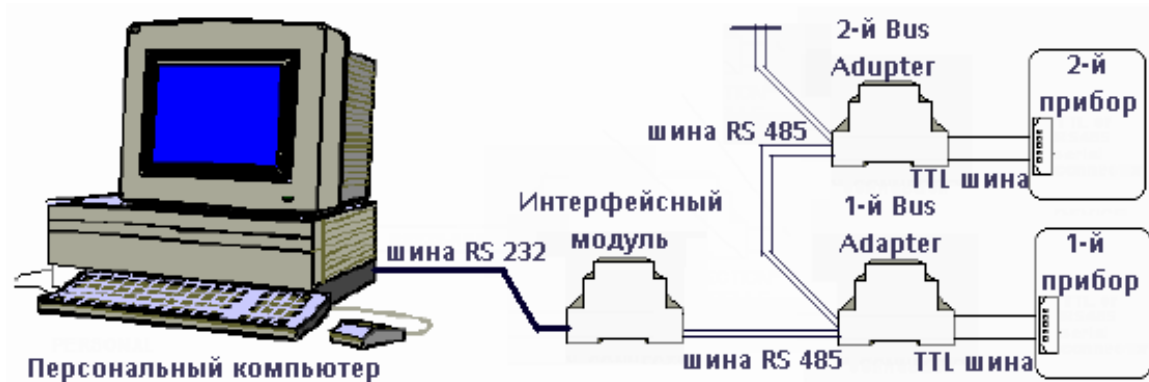 2-й Bus
Adupter
2-й
прибор
шина RS 485
TTL шина
Интерфейсный
модуль
1-й Bus
Adapter
1-й
прибор
шина RS 232
шина RS 485
TTL шина
Персональный компьютер